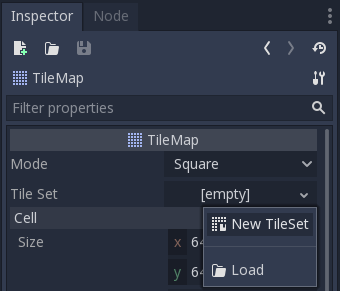 Inspector Node
TileMap
Filter properties
TileMap
Mode Square
Tile Set [empty]
Cell
New TileSet
Size x 64
y 64
Load